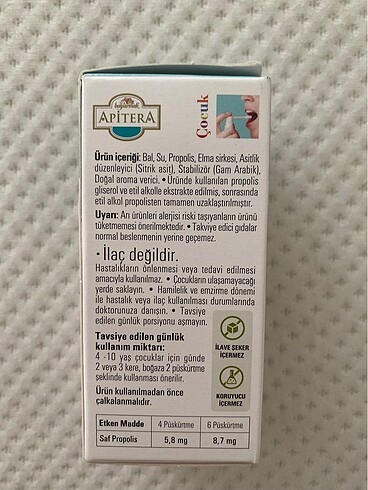 balparmak
APİTERA
Çocuk
Ürün içeriği: Bal, Su, Propolis, Elma sirkesi, Asitlik
düzenleyici (Sitrik asit), Stabilizör (Gam Arabik),
Doğal aroma verici. • Üründe kullanılan propolis
gliserol ve etil alkolle ekstrakte edilmiş, sonrasında
etil alkol propolisten tamamen uzaklaştırılmıştır.
Uyarı: Arı ürünleri alerjisi riski taşıyanların ürünü
tüketmemesi önerilmektedir. • Takviye edici gıdalar
normal beslenmenin yerine geçemez.
• İlaç değildir.
Hastalıkların önlenmesi veya tedavi edilmesi
amacıyla kullanılmaz. • Çocukların ulaşamayacağı
yerde saklayın. • Hamilelik ve emzirme dönemi
ile hastalık veya ilaç kullanılması durumlarında
doktorunuza danışın. • Tavsiye
edilen günlük porsiyonu aşmayın.
Tavsiye edilen günlük
kullanım miktarı:
4 -10 yaş çocuklar için günde
2 veya 3 kere, boğaza 2 püskürtme
şeklinde kullanması önerilir.
Ürün kullanılmadan önce
çalkalanmalıdır.
İLAVE ŞEKER
İÇERMEZ
KORUYUCU
İÇERMEZ
Etken Madde 4 Püskürtme 6 Püskürtme
Saf Propolis 5,8 mg 8,7 mg